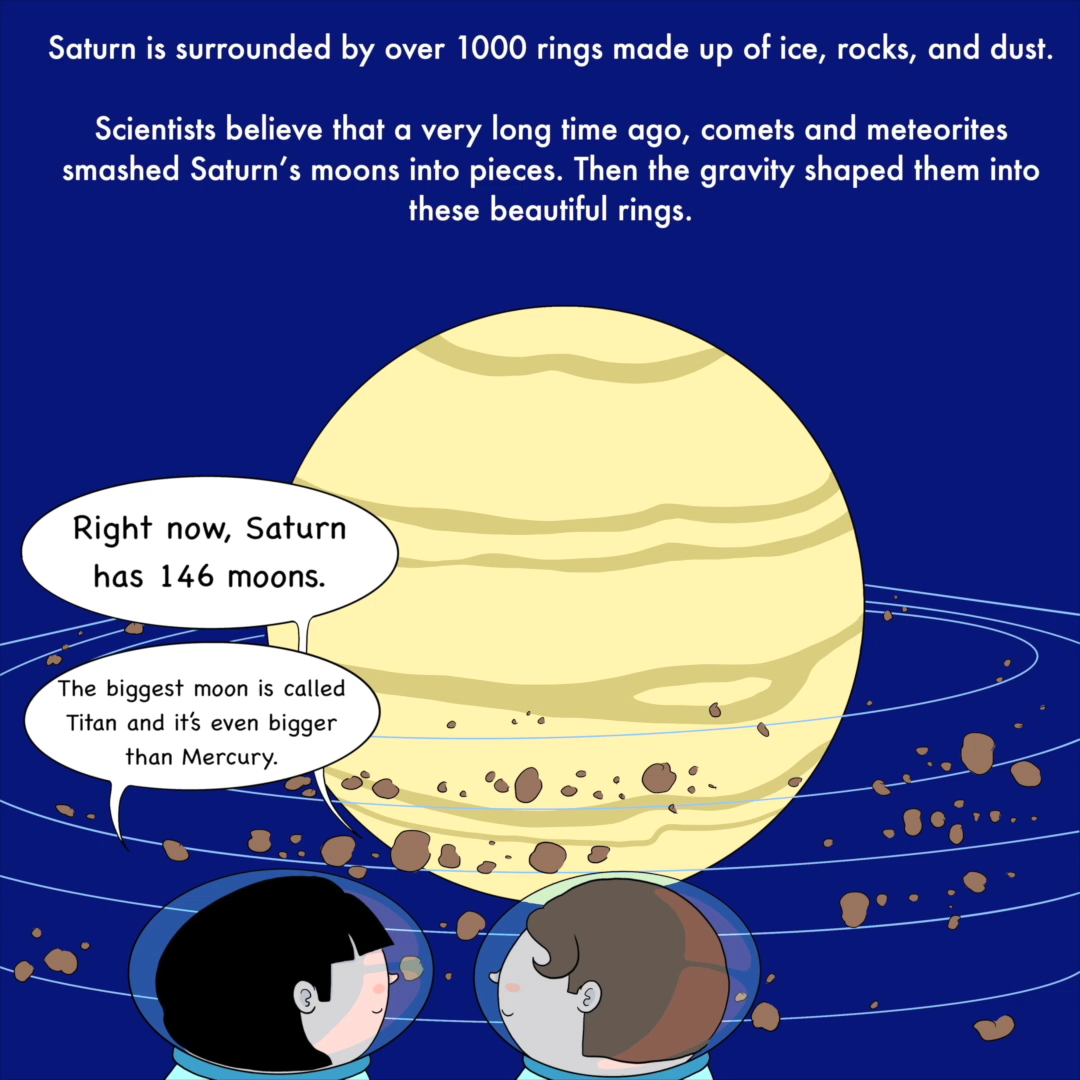 Saturn is surrounded by over 1000 rings made up of ice, rocks, and dust.
Scientists believe that a very long time ago, comets and meteorites
smashed Saturn’s moons into pieces. Then the gravity shaped them into
these beautiful rings.
Right now, Saturn
has 146 moons.
The biggest moon is called
Titan and it’s even bigger
than Mercury.